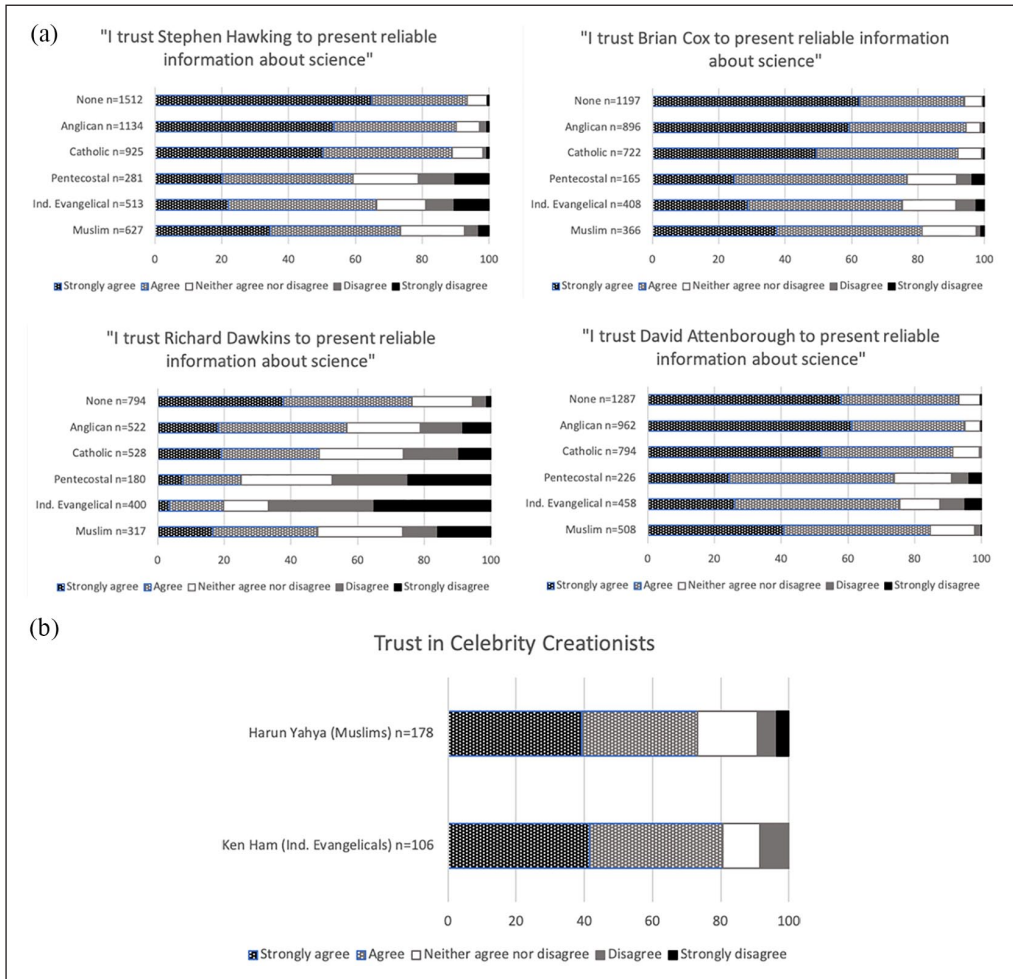 (a)
"I trust Stephen Hawking to present reliable
information about science"
None n=1512
Anglican n=1134
Catholic n=925
Pentecostal n=281
Ind. Evangelical n=513
Muslim n=627
0 20 40 60 80 100
Strongly agree Agree Neither agree nor disagree Disagree Strongly disagree
"I trust Brian Cox to present reliable information
about science"
None n=1197
Anglican n=896
Catholic n=722
Pentecostal n=165
Ind. Evangelical n=408
Muslim n=366
0 20 40 60 80 100
Strongly agree Agree Neither agree nor disagree Disagree Strongly disagree
"I trust Richard Dawkins to present reliable
information about science"
None n=794
Anglican n=522
Catholic n=528
Pentecostal n=180
Ind. Evangelical n=400
Muslim n=317
0 20 40 60 80 100
Strongly agree Agree Neither agree nor disagree Disagree Strongly disagree
"I trust David Attenborough to present reliable
information about science"
None n=1287
Anglican n=962
Catholic n=794
Pentecostal n=226
Ind. Evangelical n=458
Muslim n=508
0 20 40 60 80 100
Strongly agree Agree Neither agree nor disagree Disagree Strongly disagree
(b)
Trust in Celebrity Creationists
Harun Yahya (Muslims) n=178
Ken Ham (Ind. Evangelicals) n=106
0 20 40 60 80 100
Strongly agree Agree Neither agree nor disagree Disagree Strongly disagree